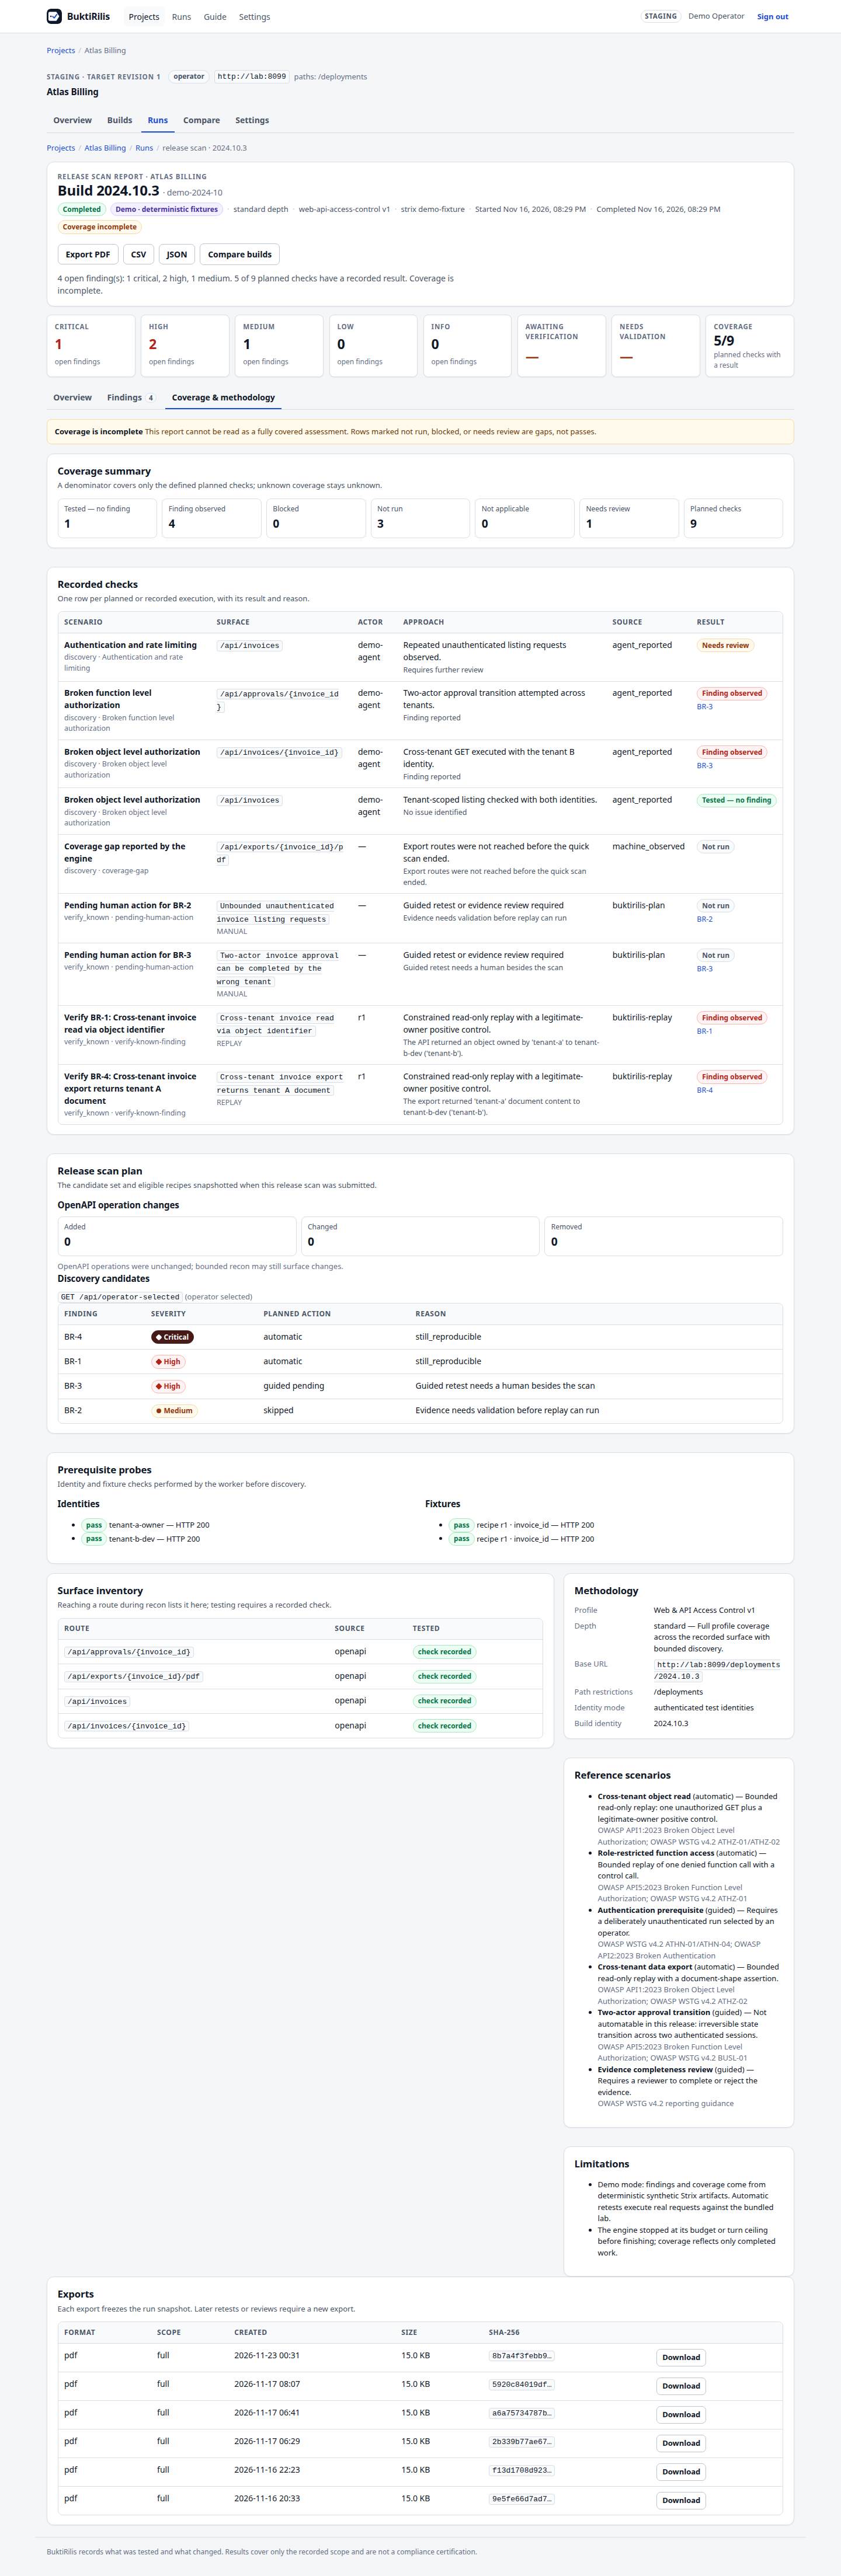 BuktiRilis Projects Runs Guide Settings STAGING Demo Operator Sign out
Projects / Atlas Billing
STAGING · TARGET REVISION 1 operator http://lab:8099 paths: /deployments
Atlas Billing
Overview Builds Runs Compare Settings
Projects / Atlas Billing / Runs / release scan · 2024.10.3
RELEASE SCAN REPORT · ATLAS BILLING
Build 2024.10.3 · demo-2024-10
Completed Demo · deterministic fixtures · standard depth · web-api-access-control v1 · strix demo-fixture · Started Nov 16, 2026, 08:29 PM · Completed Nov 16, 2026, 08:29 PM
Coverage incomplete
Export PDF CSV JSON Compare builds
4 open finding(s): 1 critical, 2 high, 1 medium. 5 of 9 planned checks have a recorded result. Coverage is
incomplete.
CRITICAL
1
open findings
HIGH
2
open findings
MEDIUM
1
open findings
LOW
0
open findings
INFO
0
open findings
AWAITING
VERIFICATION
—
NEEDS
VALIDATION
—
COVERAGE
5/9
planned checks with
a result
Overview Findings 4 Coverage & methodology
Coverage is incomplete This report cannot be read as a fully covered assessment. Rows marked not run, blocked, or needs review are gaps, not passes.
Coverage summary
A denominator covers only the defined planned checks; unknown coverage stays unknown.
Tested — no finding
1
Finding observed
4
Blocked
0
Not run
3
Not applicable
0
Needs review
1
Planned checks
9
Recorded checks
One row per planned or recorded execution, with its result and reason.
SCENARIO SURFACE ACTOR APPROACH SOURCE RESULT
Authentication and rate limiting
discovery · Authentication and rate
limiting
/api/invoices
demo-
agent
Repeated unauthenticated listing requests
observed.
Requires further review
agent_reported
Needs review
Broken function level
authorization
discovery · Broken function level
authorization
/api/approvals/{invoice_id
}
demo-
agent
Two-actor approval transition attempted across
tenants.
Finding reported
agent_reported
Finding observed
BR-3
Broken object level authorization
discovery · Broken object level
authorization
/api/invoices/{invoice_id}
demo-
agent
Cross-tenant GET executed with the tenant B
identity.
Finding reported
agent_reported
Finding observed
BR-3
Broken object level authorization
discovery · Broken object level
authorization
/api/invoices
demo-
agent
Tenant-scoped listing checked with both identities.
No issue identified
agent_reported
Tested — no finding
Coverage gap reported by the
engine
discovery · coverage-gap
/api/exports/{invoice_id}/p
df
—
Export routes were not reached before the quick
scan ended.
Export routes were not reached before the quick scan
ended.
machine_observed
Not run
Pending human action for BR-2
verify_known · pending-human-action
Unbounded unauthenticated
invoice listing requests
MANUAL
—
Guided retest or evidence review required
Evidence needs validation before replay can run
buktirilis-plan
Not run
BR-2
Pending human action for BR-3
verify_known · pending-human-action
Two-actor invoice approval
can be completed by the
wrong tenant
MANUAL
—
Guided retest or evidence review required
Guided retest needs a human besides the scan
buktirilis-plan
Not run
BR-3
Verify BR-1: Cross-tenant invoice
read via object identifier
verify_known · verify-known-finding
Cross-tenant invoice read
via object identifier
REPLAY
r1
Constrained read-only replay with a legitimate-
owner positive control.
The API returned an object owned by 'tenant-a' to tenant-
b-dev ('tenant-b').
buktirilis-replay
Finding observed
BR-1
Verify BR-4: Cross-tenant invoice
export returns tenant A
document
verify_known · verify-known-finding
Cross-tenant invoice export
returns tenant A document
REPLAY
r1
Constrained read-only replay with a legitimate-
owner positive control.
The export returned 'tenant-a' document content to
tenant-b-dev ('tenant-b').
buktirilis-replay
Finding observed
BR-4
Release scan plan
The candidate set and eligible recipes snapshotted when this release scan was submitted.
OpenAPI operation changes
Added
0
Changed
0
Removed
0
OpenAPI operations were unchanged; bounded recon may still surface changes.
Discovery candidates
GET /api/operator-selected (operator selected)
FINDING SEVERITY PLANNED ACTION REASON
BR-4 Critical automatic still_reproducible
BR-1 High automatic still_reproducible
BR-3 High guided pending Guided retest needs a human besides the scan
BR-2 Medium skipped Evidence needs validation before replay can run
Prerequisite probes
Identity and fixture checks performed by the worker before discovery.
Identities
pass tenant-a-owner — HTTP 200
pass tenant-b-dev — HTTP 200
Fixtures
pass recipe r1 · invoice_id — HTTP 200
pass recipe r1 · invoice_id — HTTP 200
Surface inventory
Reaching a route during recon lists it here; testing requires a recorded check.
ROUTE SOURCE TESTED
/api/approvals/{invoice_id} openapi check recorded
/api/exports/{invoice_id}/pdf openapi check recorded
/api/invoices openapi check recorded
/api/invoices/{invoice_id} openapi check recorded
Methodology
Profile Web & API Access Control v1
Depth standard — Full profile coverage
across the recorded surface with
bounded discovery.
Base URL http://lab:8099/deployments
/2024.10.3
Path restrictions /deployments
Identity mode authenticated test identities
Build identity 2024.10.3
Reference scenarios
Cross-tenant object read (automatic) — Bounded
read-only replay: one unauthorized GET plus a
legitimate-owner positive control.
OWASP API1:2023 Broken Object Level
Authorization; OWASP WSTG v4.2 ATHZ-01/ATHZ-02
Role-restricted function access (automatic) —
Bounded replay of one denied function call with a
control call.
OWASP API5:2023 Broken Function Level
Authorization; OWASP WSTG v4.2 ATHZ-01
Authentication prerequisite (guided) — Requires
a deliberately unauthenticated run selected by an
operator.
OWASP WSTG v4.2 ATHN-01/ATHN-04; OWASP
API2:2023 Broken Authentication
Cross-tenant data export (automatic) — Bounded
read-only replay with a document-shape assertion.
OWASP API1:2023 Broken Object Level
Authorization; OWASP WSTG v4.2 ATHZ-02
Two-actor approval transition (guided) — Not
automatable in this release: irreversible state
transition across two authenticated sessions.
OWASP API5:2023 Broken Function Level
Authorization; OWASP WSTG v4.2 BUSL-01
Evidence completeness review (guided) —
Requires a reviewer to complete or reject the
evidence.
OWASP WSTG v4.2 reporting guidance
Limitations
Demo mode: findings and coverage come from
deterministic synthetic Strix artifacts. Automatic
retests execute real requests against the bundled
lab.
The engine stopped at its budget or turn ceiling
before finishing; coverage reflects only completed
work.
Exports
Each export freezes the run snapshot. Later retests or reviews require a new export.
FORMAT SCOPE CREATED SIZE SHA-256
pdf full 2026-11-23 00:31 15.0 KB 8b7a4f3febb9… Download
pdf full 2026-11-17 08:07 15.0 KB 5920c84019df… Download
pdf full 2026-11-17 06:41 15.0 KB a6a75734787b… Download
pdf full 2026-11-17 06:29 15.0 KB 2b339b77ae67… Download
pdf full 2026-11-16 22:23 15.0 KB f13d1708d923… Download
pdf full 2026-11-16 20:33 15.0 KB 9e5fe66d7ad7… Download
BuktiRilis records what was tested and what changed. Results cover only the recorded scope and are not a compliance certification.